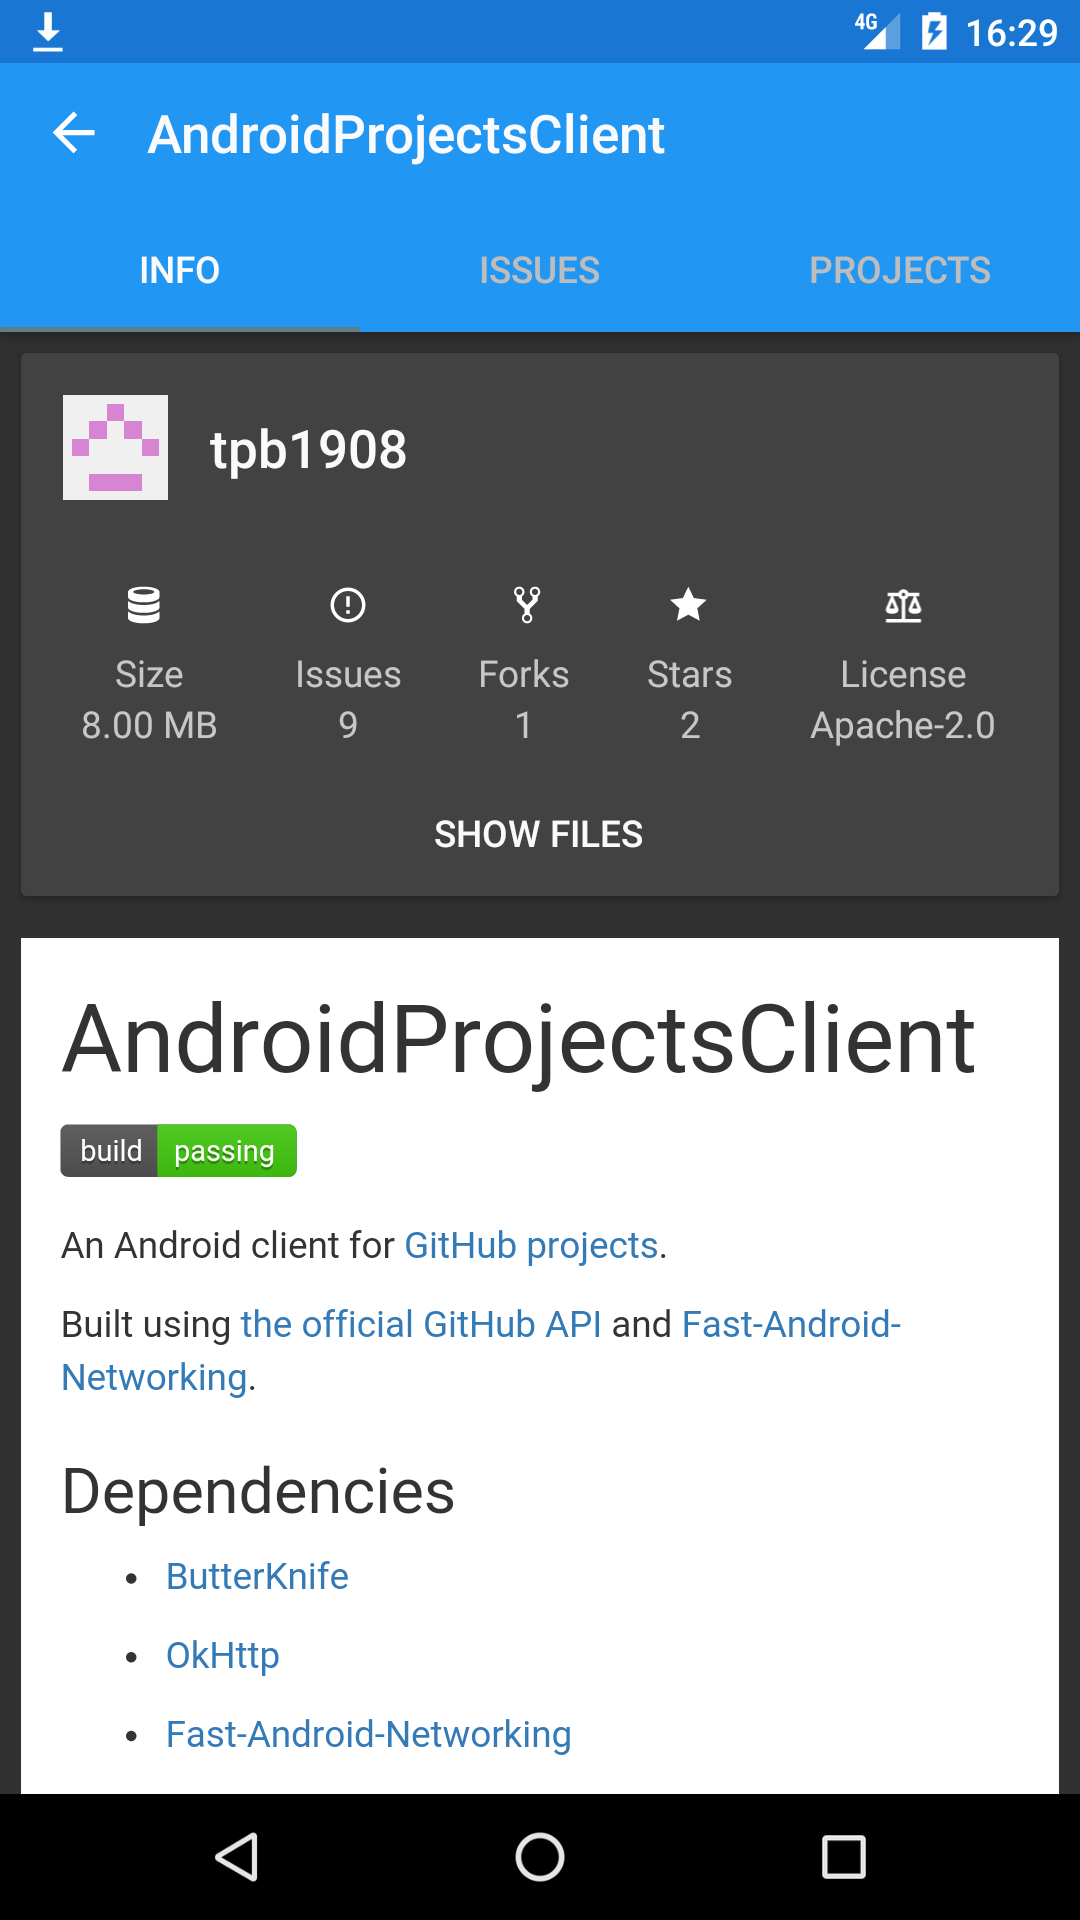 4G 16:29
AndroidProjectsClient
INFO ISSUES PROJECTS
tpb1908
Size Issues Forks Stars License
8.00 MB 9 1 2 Apache-2.0
SHOW FILES
AndroidProjectsClient
build passing
An Android client for GitHub projects.
Built using the official GitHub API and Fast-Android-
Networking.
Dependencies
• ButterKnife
• OkHttp
• Fast-Android-Networking